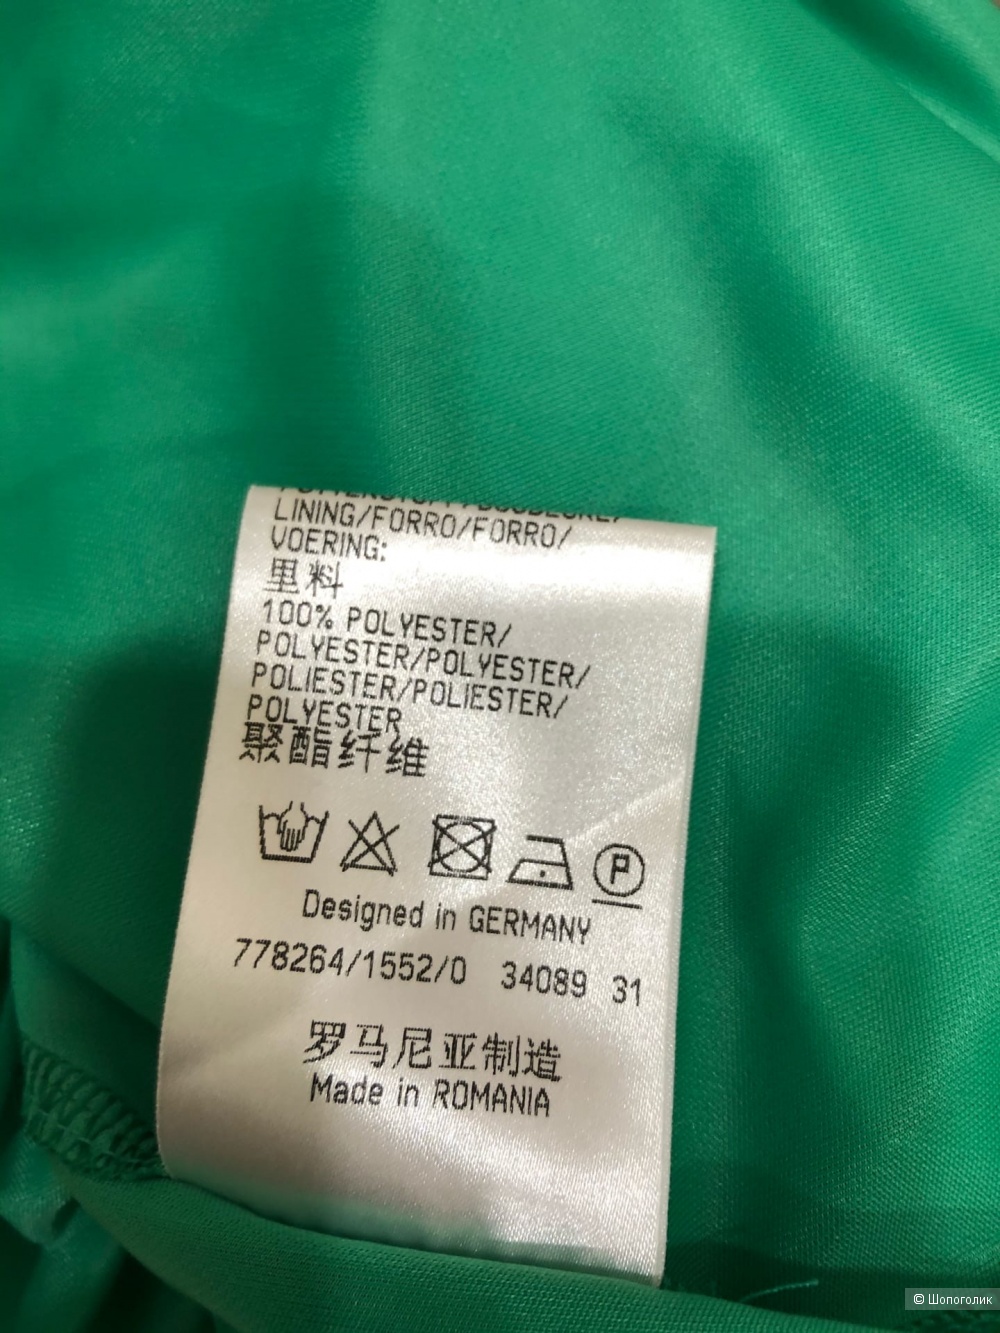 LINING/FORRO/FORRO/
VOERING:
里料
100% POLYESTER/
POLYESTER/POLYESTER/
POLIESTER/POLIESTER/
POLYESTER
聚酯纤维
P
Designed in GERMANY
778264/1552/0 34089 31
罗马尼亚制造
Made in ROMANIA
© Шопоголик